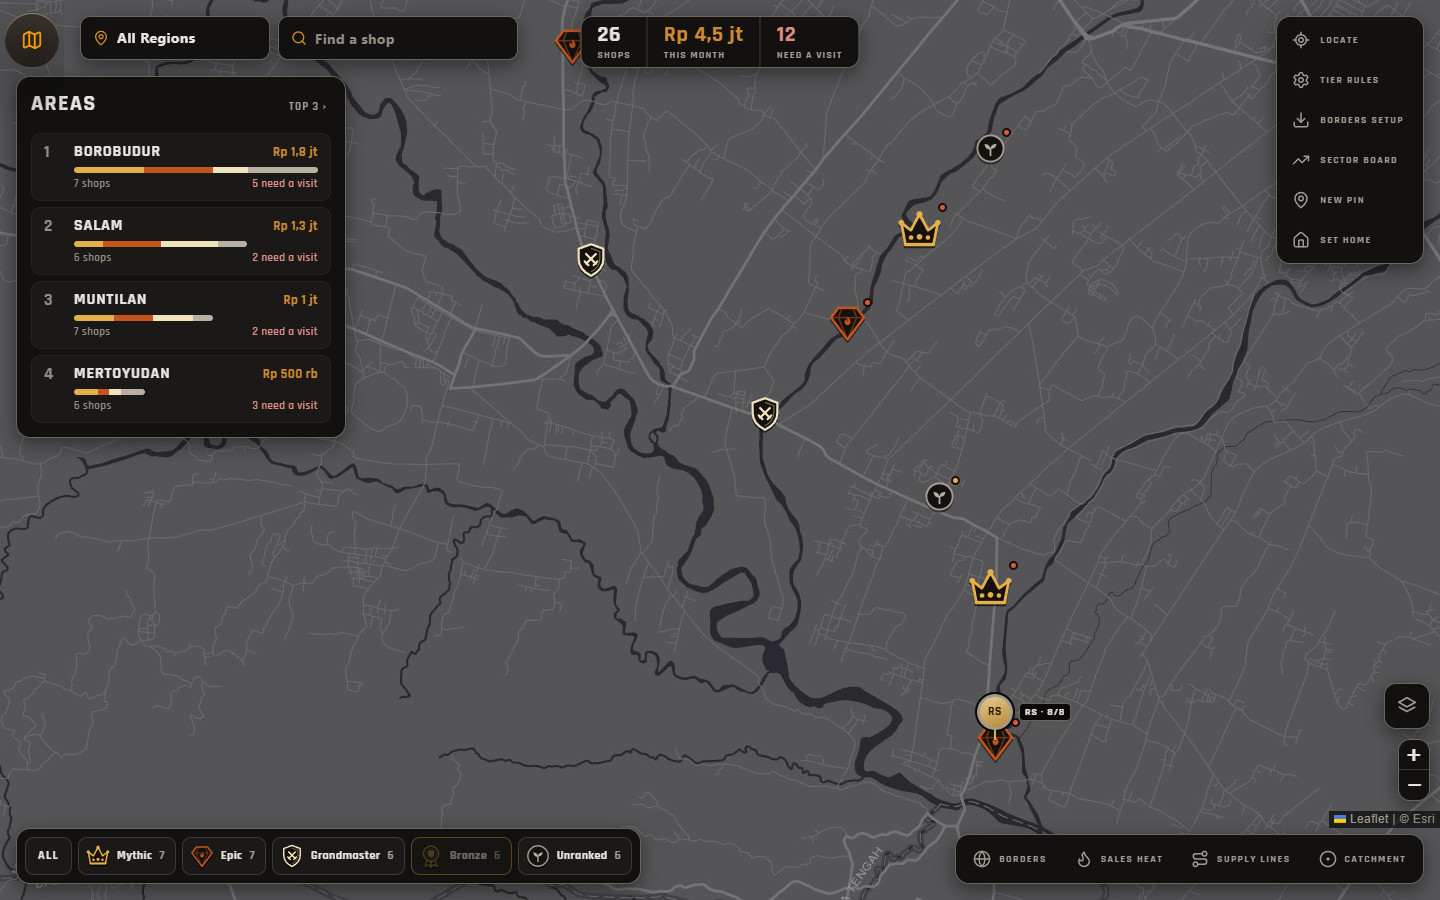 All Regions
Find a shop
26
SHOPS
Rp 4,5 jt
THIS MONTH
12
NEED A VISIT
AREAS
TOP 3 ›
1 BOROBUDUR Rp 1,8 jt
7 shops 5 need a visit
2 SALAM Rp 1,3 jt
6 shops 2 need a visit
3 MUNTILAN Rp 1 jt
7 shops 2 need a visit
4 MERTOYUDAN Rp 500 rb
6 shops 3 need a visit
LOCATE
TIER RULES
BORDERS SETUP
SECTOR BOARD
NEW PIN
SET HOME
RS
RS · 8/8
+
−
Leaflet | © Esri
ALL
Mythic 7
Epic 7
Grandmaster 6
Bronze 6
Unranked 6
BORDERS
SALES HEAT
SUPPLY LINES
CATCHMENT
TENGAH